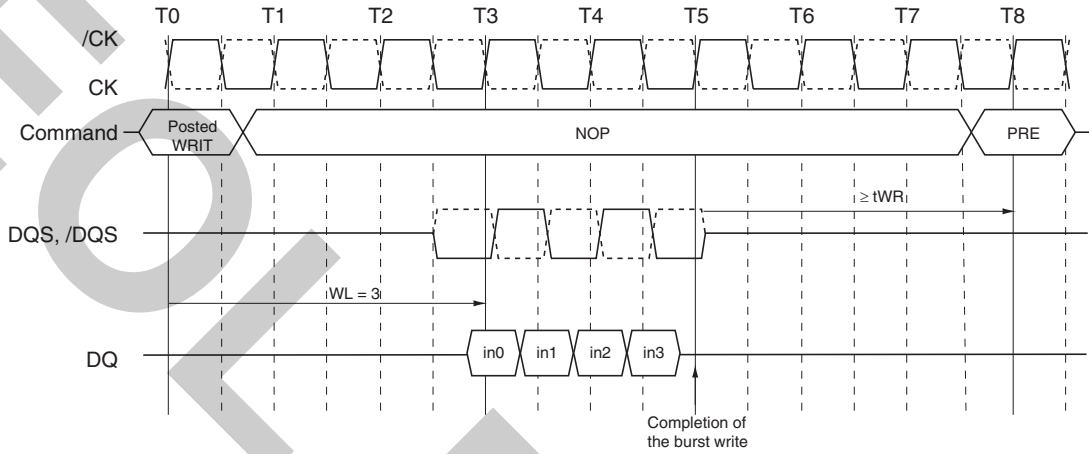 T0 T1 T2 T3 T4 T5 T6 T7 T8
/CK
CK
Command
Posted
WRIT
NOP
PRE
≥ tWR
DQS, /DQS
WL = 3
DQ
in0 in1 in2 in3
Completion of
the burst write